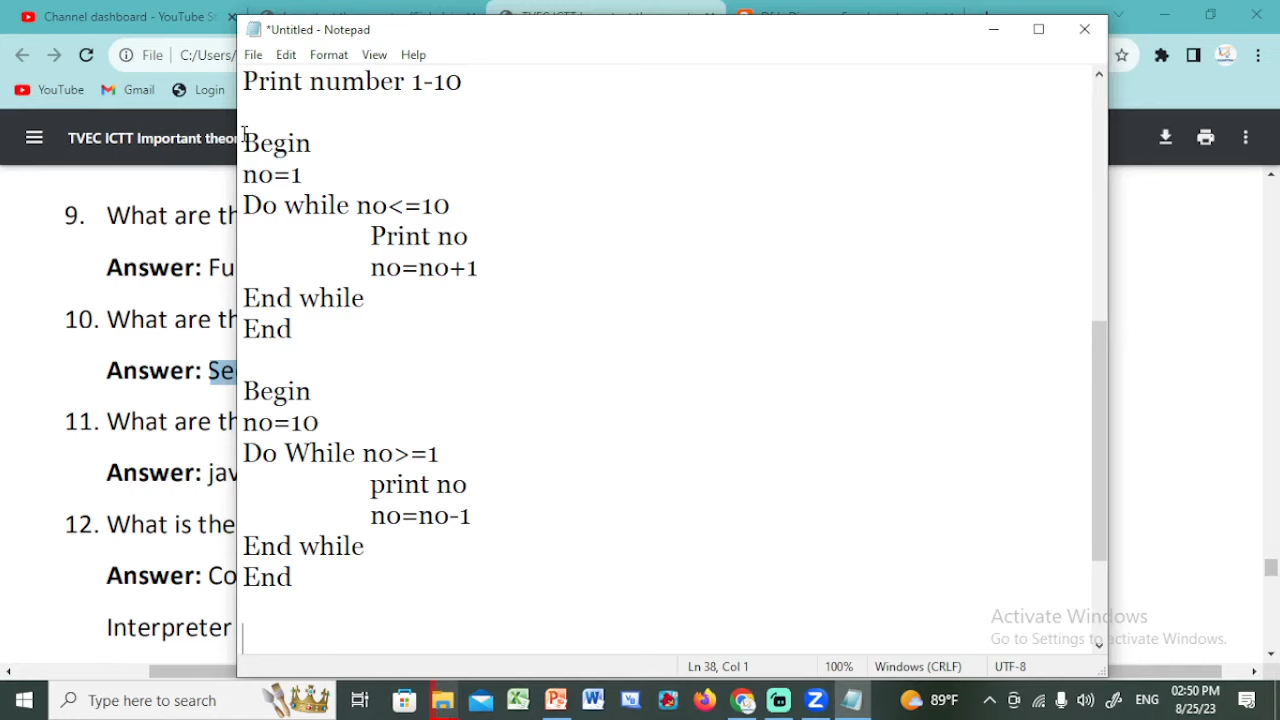 Channel dashboard - YouTube St
*Untitled - Notepad
File Edit Format View Help
File C:/Users/
YouTube Gmail Login
TVEC ICTT Important theor
Print number 1-10
Begin
no=1
Do while no<=10
Print no
no=no+1
End while
End
Begin
no=10
Do While no>=1
print no
no=no-1
End while
End
9. What are th
Answer: Fu
10. What are th
Answer: Se
11. What are th
Answer: jav
12. What is the
Answer: Co
Interpreter
Activate Windows
Go to Settings to activate Windows.
Ln 38, Col 1 100% Windows (CRLF) UTF-8
Type here to search
89°F ENG 02:50 PM
8/25/23